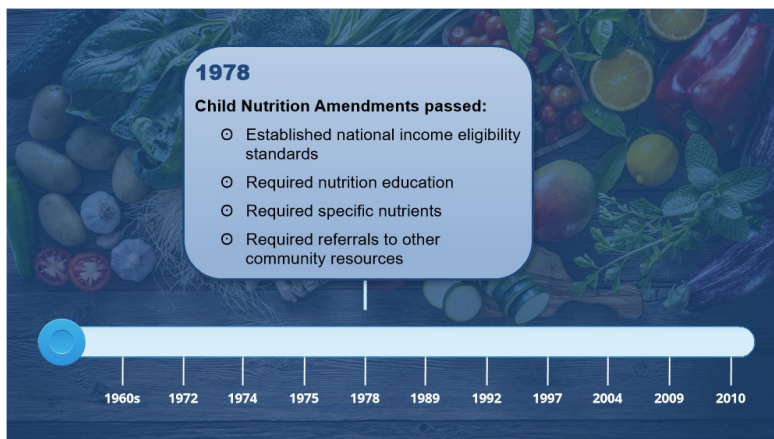 1978
Child Nutrition Amendments passed:
⊙ Established national income eligibility
standards
⊙ Required nutrition education
⊙ Required specific nutrients
⊙ Required referrals to other
community resources
1960s 1972 1974 1975 1978 1989 1992 1997 2004 2009 2010